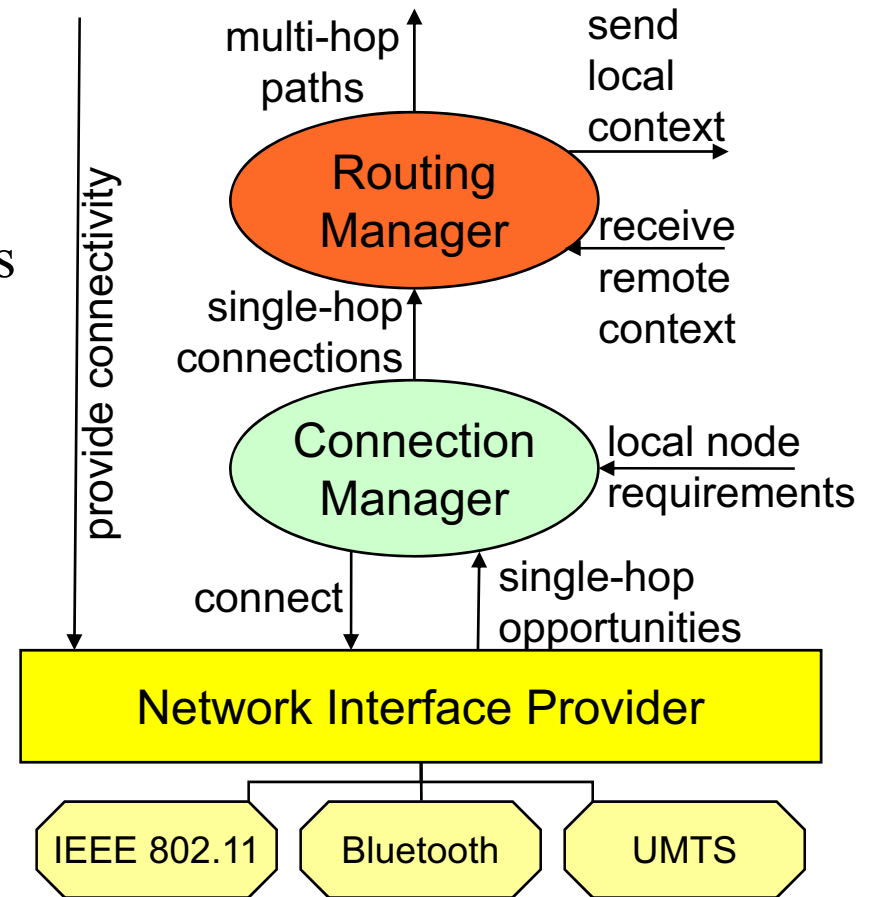 multi-hop
paths
send
local
context
Routing
Manager
receive
remote
context
s
provide connectivity
single-hop
connections
Connection
Manager
local node
requirements
connect
single-hop
opportunities
Network Interface Provider
IEEE 802.11
Bluetooth
UMTS